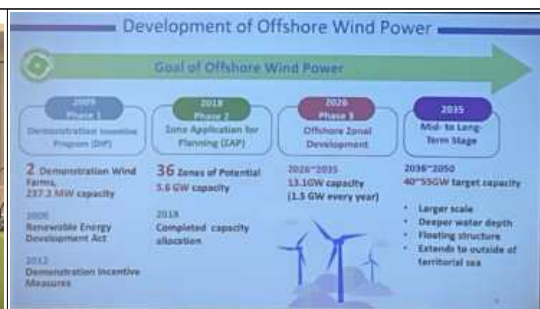 Development of Offshore Wind Power
Goal of Offshore Wind Power
2009
Phase 1
Demonstration Incentive
Program (DIP)
2 Demonstration Wind
Farms,
237.2 MW capacity
2009
Renewable Energy
Development Act
2012
Demonstration Incentive
Measures
2018
Phase 2
Zone Application for
Planning (ZAP)
36 Zones of Potential
5.6 GW capacity
2018
Completed capacity
allocation
2026
Phase 3
Offshore Zonal
Development
2026~2035
13.1GW capacity
(1.5 GW every year)
2035
Mid- to Long-
Term Stage
2036~2050
40~55GW target capacity
• Larger scale
• Deeper water depth
• Floating structure
• Extends to outside of
territorial sea